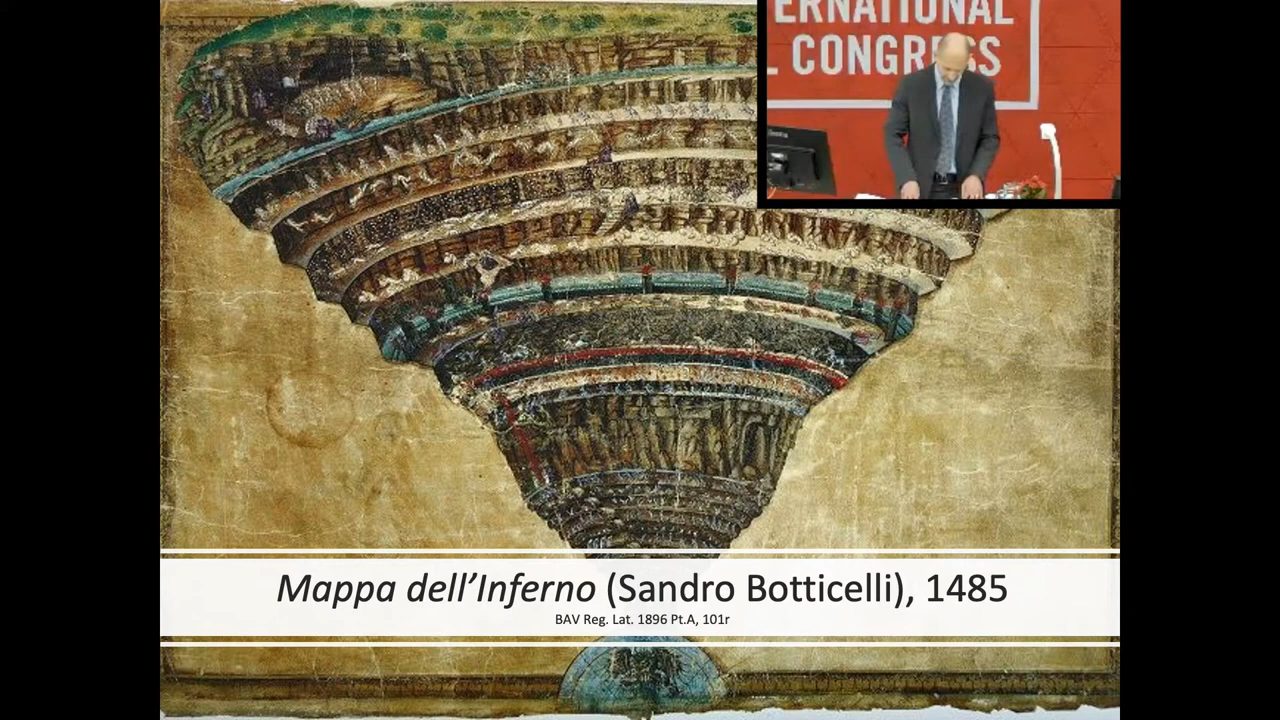 ERNATIONAL
CONGRESS
Mappa dell’Inferno (Sandro Botticelli), 1485
BAV Reg. Lat. 1896 Pt.A, 101r